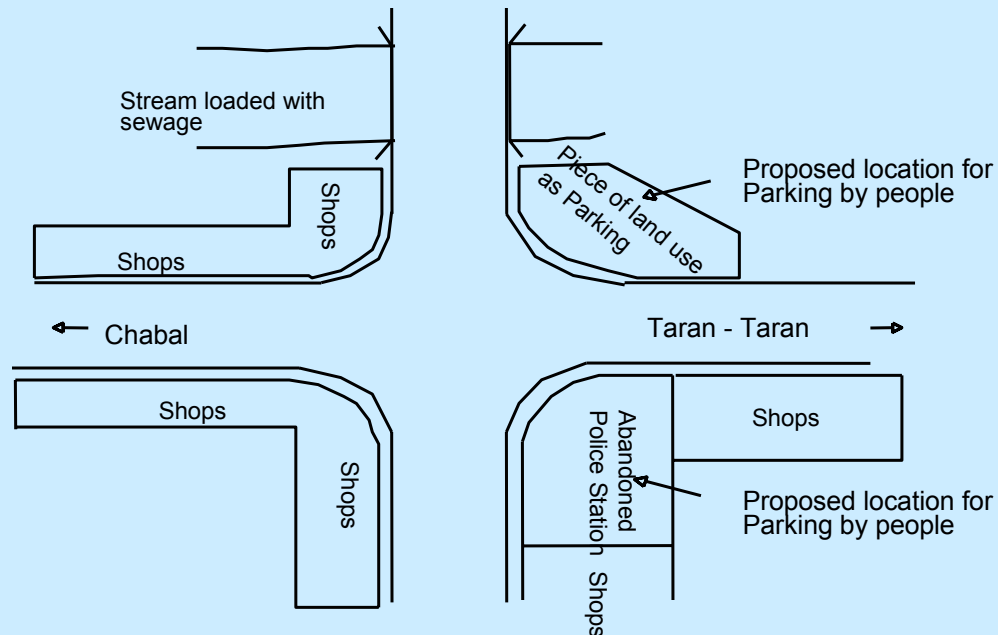 Stream loaded with
sewage
Piece of land use
as Parking
Proposed location for
Parking by people
Shops
Shops
Chabal
Taran - Taran
Shops
Shops
Abandoned
Police Station
Shops
Proposed location for
Parking by people
Shops